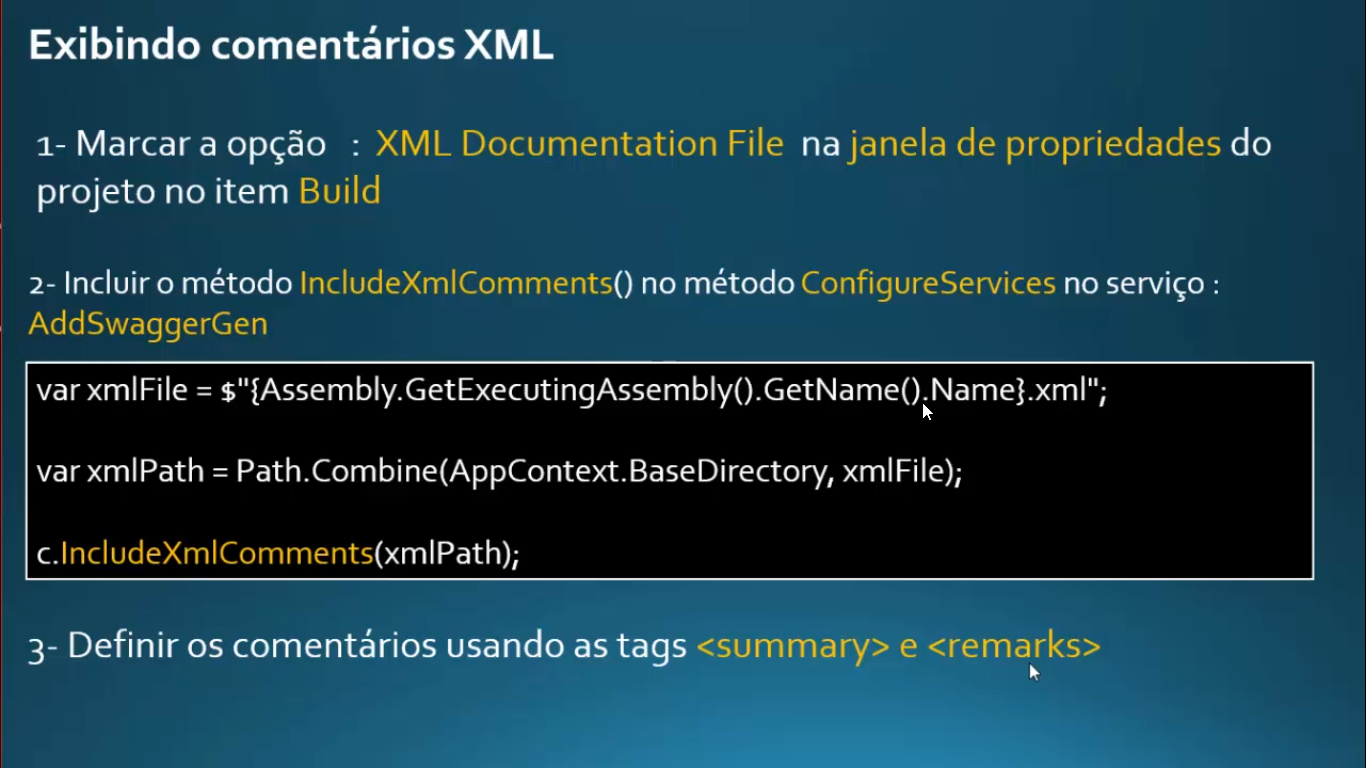 Exibindo comentários XML
1- Marcar a opção : XML Documentation File na janela de propriedades do
projeto no item Build
2- Incluir o método IncludeXmlComments() no método ConfigureServices no serviço :
AddSwaggerGen
var xmlFile = $"{Assembly.GetExecutingAssembly().GetName().Name}.xml";
var xmlPath = Path.Combine(AppContext.BaseDirectory, xmlFile);
c.IncludeXmlComments(xmlPath);
3- Definir os comentários usando as tags <summary> e <remarks>